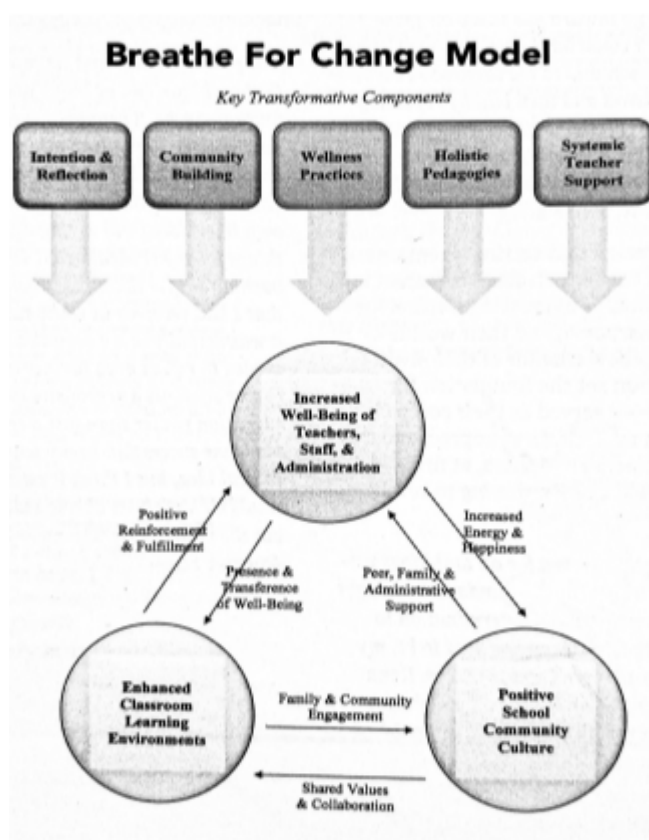 Breathe For Change Model
Key Transformative Components
Intention &
Reflection
Community
Building
Wellness
Practices
Holistic
Pedagogies
Systemic
Teacher
Support
Increased
Well-Being of
Teachers,
Staff, &
Administration
Positive
Reinforcement
& Fulfillment
Increased
Energy &
Happiness
Presence &
Transference
of Well-Being
Peer, Family &
Administrative
Support
Enhanced
Classroom
Learning
Environments
Family & Community
Engagement
Positive
School
Community
Culture
Shared Values
& Collaboration